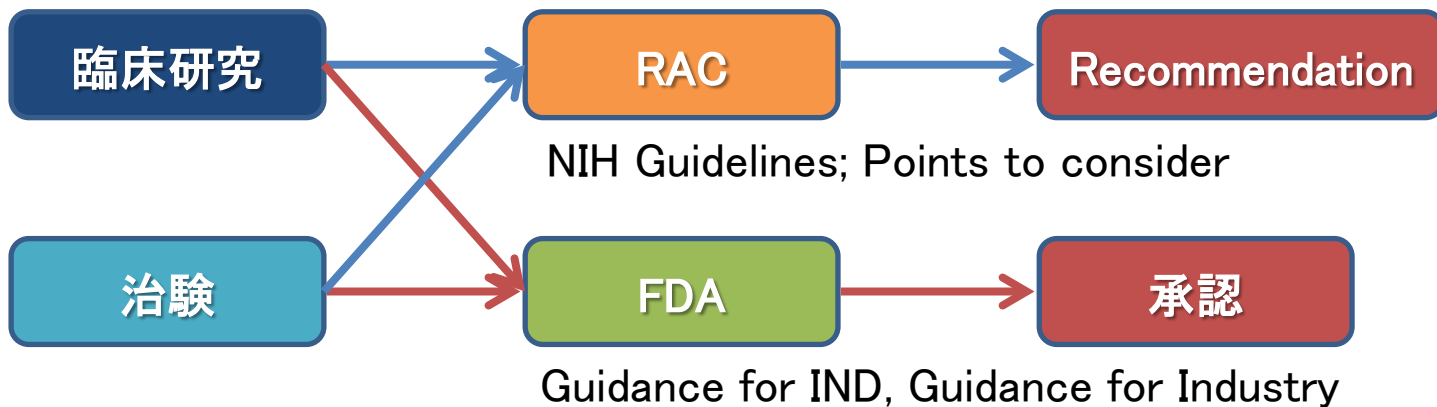 臨床研究
RAC
Recommendation
NIH Guidelines; Points to consider
治験
FDA
承認
Guidance for IND, Guidance for Industry